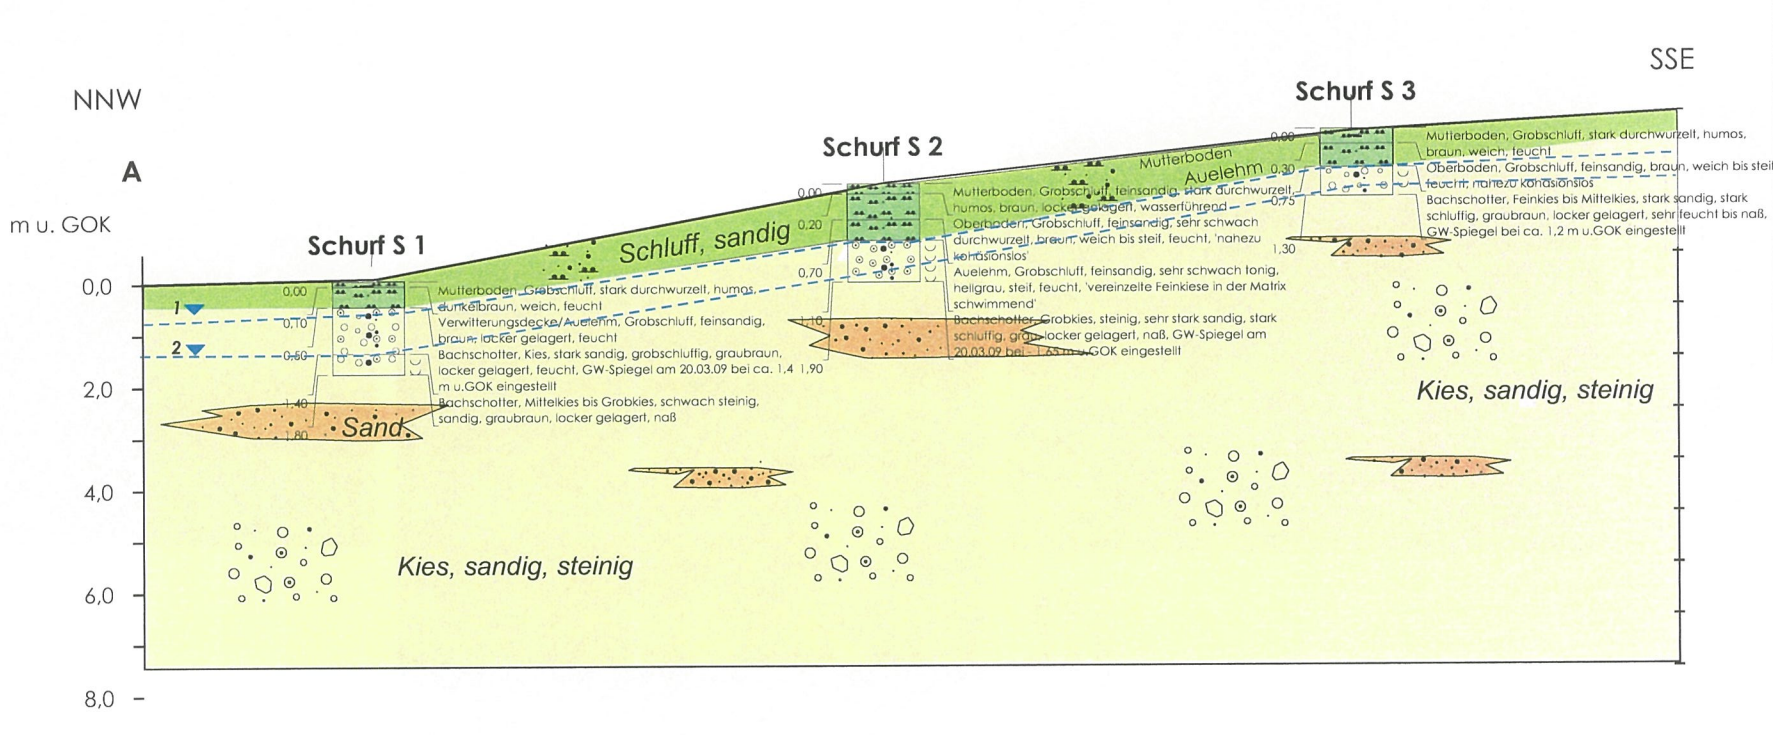 SSE
NNW
Schurf S 3
Schurf S 2
A
m u. GOK
Schurf S 1
0,00
0,30
0,75
1,30
Mutterboden, Grobschluff, stark durchwurzelt, humos,
braun, weich, feucht
Oberboden, Grobschluff, feinsandig, braun, weich bis steif
feucht, nahezu kohäsionslos
Bachschotter, Feinkies bis Mittelkies, stark sandig, stark
schluffig, graubraun, locker gelagert, sehr feucht bis naß,
GW-Spiegel bei ca. 1,2 m u.GOK eingestellt
Mutterboden
Auelehm
Schluff, sandig
0,00
0,20
0,70
1,10
1,90
Mutterboden, Grobschluff, feinsandig, stark durchwurzelt,
humos, braun, locker gelagen, wasserführend
Oberboden, Grobschluff, feinsandig, sehr schwach
durchwurzelt, braun, weich bis steif, feucht, 'nahezu
kohäsionslos'
Auelehm, Grobschluff, feinsandig, sehr schwach tonig,
hellgrau, steif, feucht, 'vereinzelte Feinkiese in der Matrix
schwimmend'
Bachschotter, Grobkies, steinig, sehr stark sandig, stark
schluffig, grau, locker gelagert, naß, GW-Spiegel am
20.03.09 bei - 1,65 m u.GOK eingestellt
0,0
2,0
4,0
6,0
8,0
1
2
0,00
0,10
0,50
1,40
1,80
Mutterboden, Grobschluff, stark durchwurzelt, humos,
dunkelbraun, weich, feucht
Verwitterungsdecke/Auelehm, Grobschluff, feinsandig,
braun, locker gelagert, feucht
Bachschotter, Kies, stark sandig, grobschluffig, graubraun,
locker gelagert, feucht, GW-Spiegel am 20.03.09 bei ca. 1,4
m u.GOK eingestellt
Bachschotter, Mittelkies bis Grobkies, schwach steinig,
sandig, graubraun, locker gelagert, naß
Sand
Kies, sandig, steinig
Kies, sandig, steinig